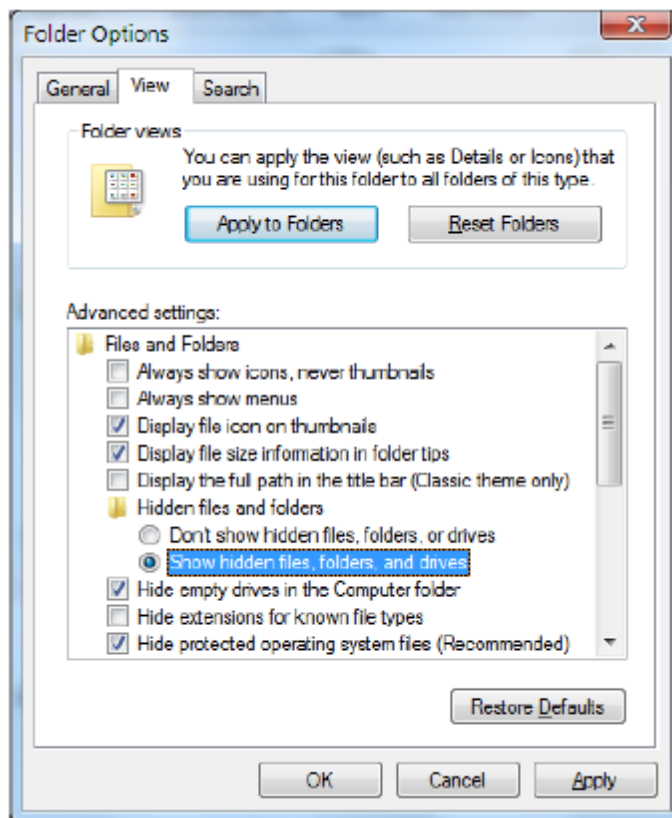 Folder Options
General View Search
Folder views
You can apply the view (such as Details or Icons) that
you are using for this folder to all folders of this type.
Apply to Folders Reset Folders
Advanced settings:
Files and Folders
Always show icons, never thumbnails
Always show menus
Display file icon on thumbnails
Display file size information in folder tips
Display the full path in the title bar (Classic theme only)
Hidden files and folders
Don't show hidden files, folders, or drives
Show hidden files, folders, and drives
Hide empty drives in the Computer folder
Hide extensions for known file types
Hide protected operating system files (Recommended)
Restore Defaults
OK Cancel Apply